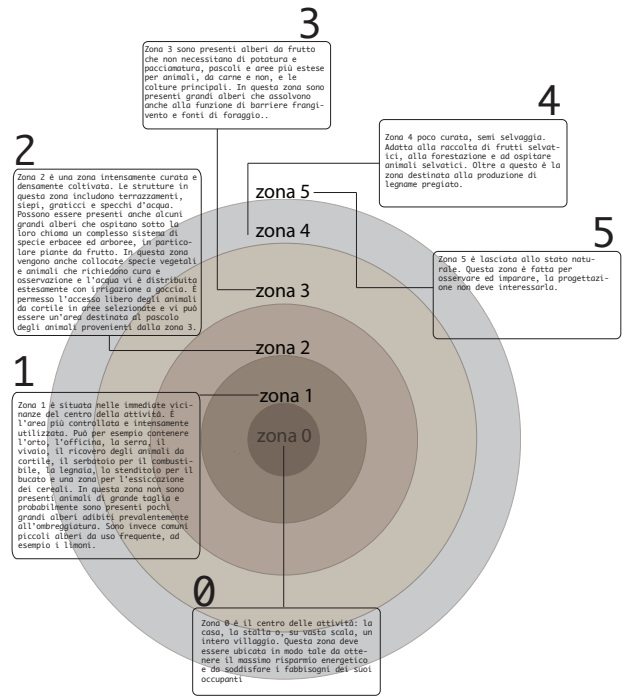 3
Zona 3 sono presenti alberi da frutto
che non necessitano di potatura e
pacciamatura, pascoli e aree più estese
per animali, da carne e non, e le
colture principali. In questa zona sono
presenti grandi alberi che assolvono
anche alla funzione di barriere frangi-
vento e fonti di foraggio..
4
Zona 4 poco curata, semi selvaggia.
Adatta alla raccolta di frutti selvat-
ici, alla forestazione e ad ospitare
animali selvatici. Oltre a questo è la
zona destinata alla produzione di
legname pregiato.
2
Zona 2 è una zona intensamente curata e
densamente coltivata. Le strutture in
questa zona includono terrazzamenti,
siepi, graticci e specchi d'acqua.
Possono essere presenti anche alcuni
grandi alberi che ospitano sotto la
loro chioma un complesso sistema di
specie erbacee ed arboree, in partico-
lare piante da frutto. In questa zona
vengono anche collocate specie vegetali
e animali che richiedono cura e
osservazione e l'acqua vi è distribuita
estesamente con irrigazione a goccia. È
permesso l'accesso libero degli animali
da cortile in aree selezionate e vi può
essere un'area destinata al pascolo
degli animali provenienti dalla zona 3.
5
Zona 5 è lasciata allo stato natu-
rale. Questa zona è fatta per
osservare ed imparare, la progettazi-
one non deve interessarla.
zona 5
zona 4
zona 3
zona 2
zona 1
zona 0
1
Zona 1 è situata nelle immediate vici-
nanze del centro della attività. È
l'area più controllata e intensamente
utilizzata. Può per esempio contenere
l'orto, l'officina, la serra, il
vivaio, il ricovero degli animali da
cortile, il serbatoio per il combusti-
bile, la legnaia, lo stenditoio per il
bucato e una zona per l'essiccazione
dei cereali. In questa zona non sono
presenti animali di grande taglia e
probabilmente sono presenti pochi
grandi alberi adibiti prevalentemente
all'ombreggiatura. Sono invece comuni
piccoli alberi da uso frequente, ad
esempio i limoni.
0
Zona 0 è il centro delle attività: la
casa, la stalla o, su vasta scala, un
intero villaggio. Questa zona deve
essere ubicata in modo tale da otte-
nere il massimo risparmio energetico
e da soddisfare i fabbisogni dei suoi
occupanti